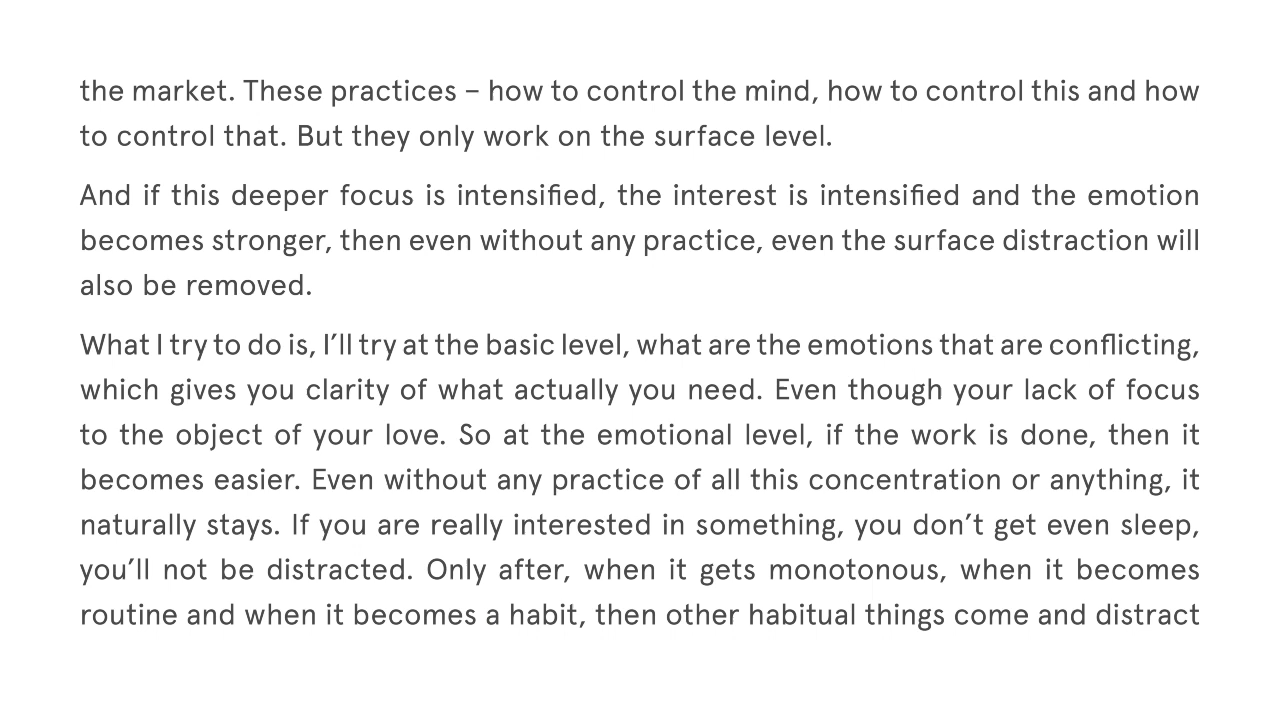 the market. These practices – how to control the mind, how to control this and how
to control that. But they only work on the surface level.
And if this deeper focus is intensified, the interest is intensified and the emotion
becomes stronger, then even without any practice, even the surface distraction will
also be removed.
What I try to do is, I’ll try at the basic level, what are the emotions that are conflicting,
which gives you clarity of what actually you need. Even though your lack of focus
to the object of your love. So at the emotional level, if the work is done, then it
becomes easier. Even without any practice of all this concentration or anything, it
naturally stays. If you are really interested in something, you don’t get even sleep,
you’ll not be distracted. Only after, when it gets monotonous, when it becomes
routine and when it becomes a habit, then other habitual things come and distract